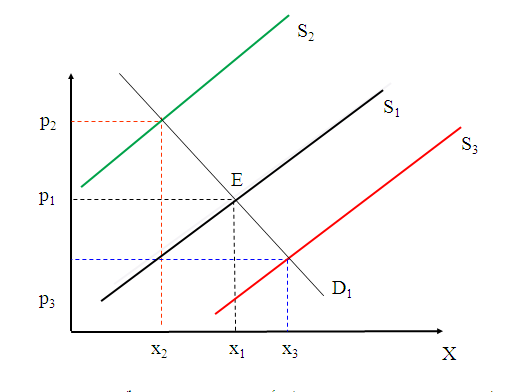 S₂
p₂
S₁
S₃
E
p₁
p₃
D₁
x₂
x₁
x₃
X